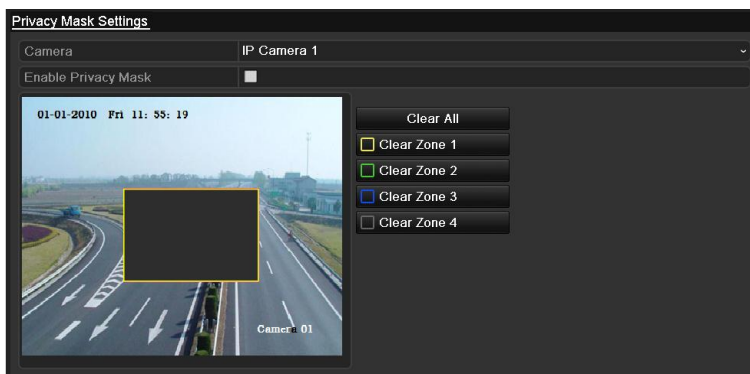 Privacy Mask Settings
Camera IP Camera 1
Enable Privacy Mask
01-01-2010 Fri 11: 55: 19
Clear All
Clear Zone 1
Clear Zone 2
Clear Zone 3
Clear Zone 4
Camera 01